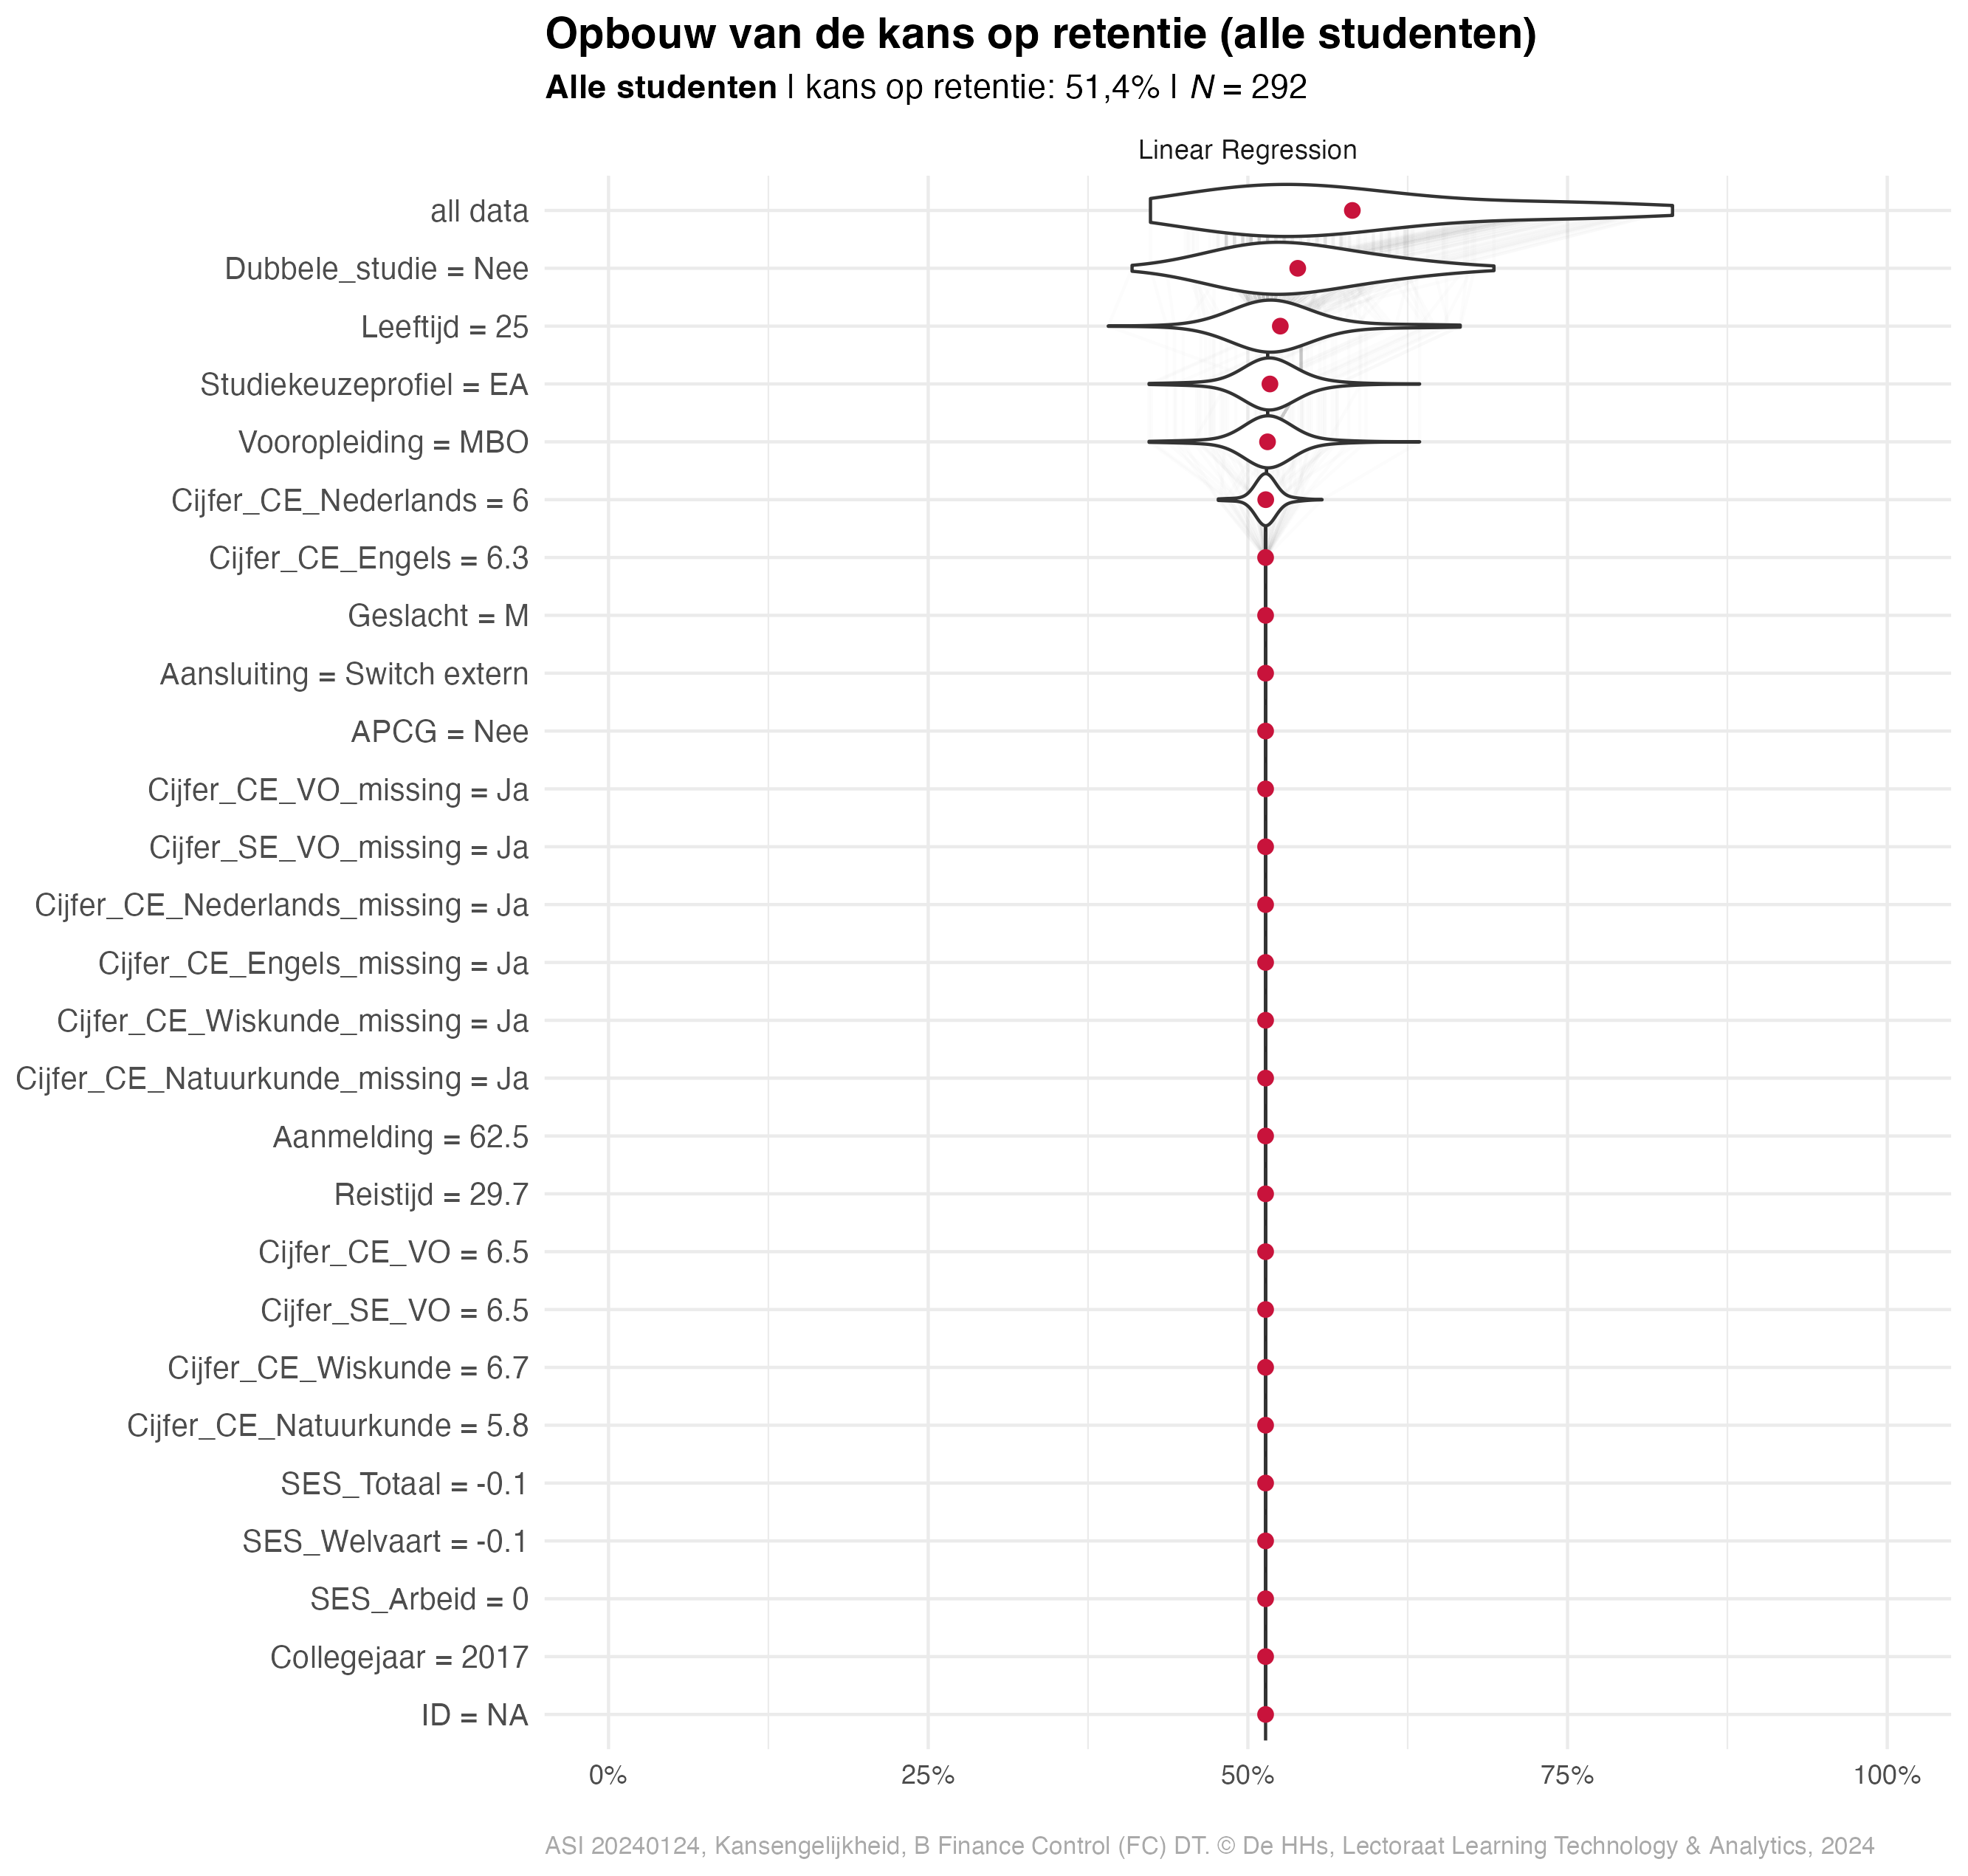 Opbouw van de kans op retentie (alle studenten)
Alle studenten | kans op retentie: 51,4% | N = 292
Linear Regression
all data
Dubbele_studie = Nee
Leeftijd = 25
Studiekeuzeprofiel = EA
Vooropleiding = MBO
Cijfer_CE_Nederlands = 6
Cijfer_CE_Engels = 6.3
Geslacht = M
Aansluiting = Switch extern
APCG = Nee
Cijfer_CE_VO_missing = Ja
Cijfer_SE_VO_missing = Ja
Cijfer_CE_Nederlands_missing = Ja
Cijfer_CE_Engels_missing = Ja
Cijfer_CE_Wiskunde_missing = Ja
Cijfer_CE_Natuurkunde_missing = Ja
Aanmelding = 62.5
Reistijd = 29.7
Cijfer_CE_VO = 6.5
Cijfer_SE_VO = 6.5
Cijfer_CE_Wiskunde = 6.7
Cijfer_CE_Natuurkunde = 5.8
SES_Totaal = -0.1
SES_Welvaart = -0.1
SES_Arbeid = 0
Collegejaar = 2017
ID = NA
0% 25% 50% 75% 100%
ASI 20240124, Kansengelijkheid, B Finance Control (FC) DT. © De HHs, Lectoraat Learning Technology & Analytics, 2024